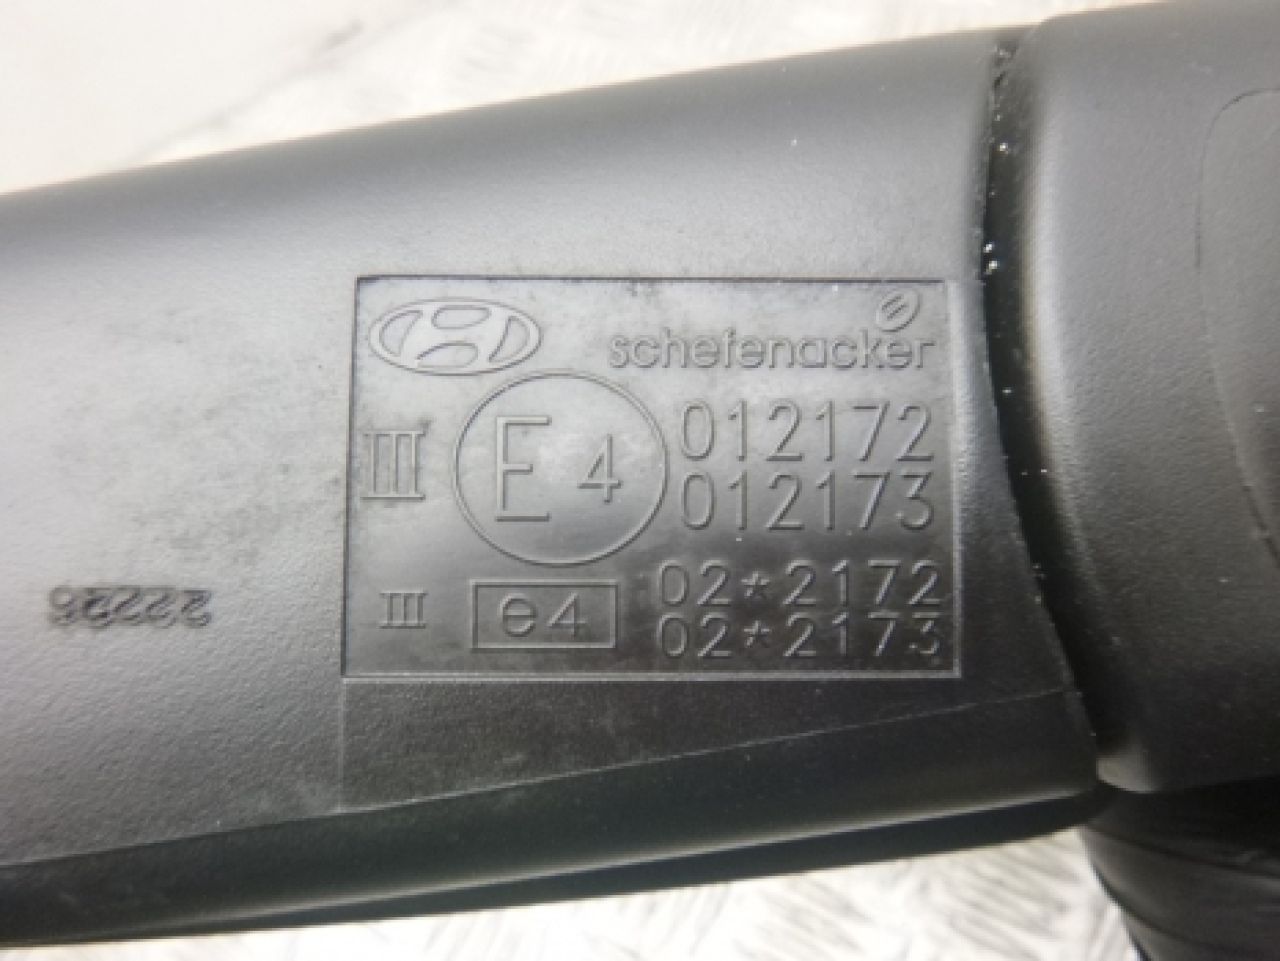 schefenacker
III E 4 012172
012173
III e4 02*2172
02*2173